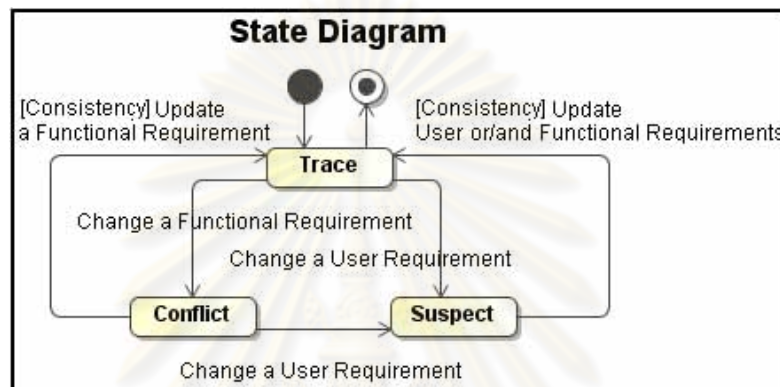 State Diagram
[Consistency] Update
a Functional Requirement
[Consistency] Update
User or/and Functional Requirements
Trace
Change a Functional Requirement
Change a User Requirement
Conflict
Suspect
Change a User Requirement